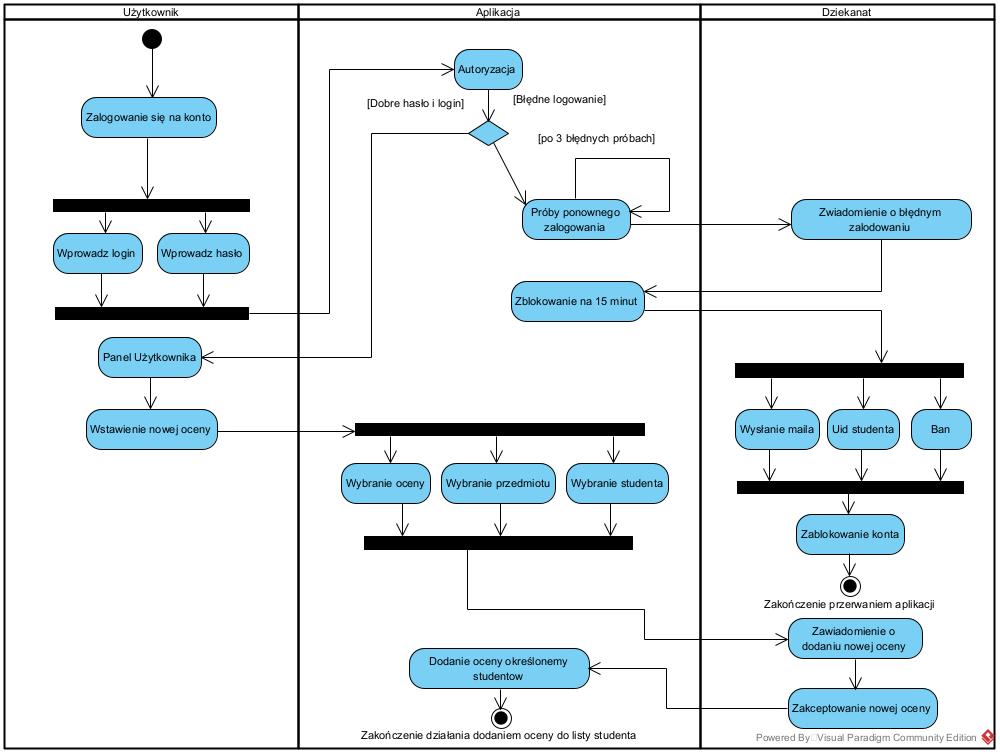 Użytkownik
Aplikacja
Dziekanat
Zalogowanie się na konto
Wprowadz login
Wprowadz hasło
Panel Użytkownika
Wstawienie nowej oceny
Autoryzacja
[Dobre hasło i login]
[Błędne logowanie]
[po 3 błędnych próbach]
Próby ponownego
zalogowania
Zwiadomienie o błędnym
zalodowaniu
Zblokowanie na 15 minut
Wysłanie maila
Uid studenta
Ban
Zablokowanie konta
Zakończenie przerwaniem aplikacji
Wybranie oceny
Wybranie przedmiotu
Wybranie studenta
Zawiadomienie o
dodaniu nowej oceny
Zakceptowanie nowej oceny
Dodanie oceny określonemy
studentow
Zakończenie działania dodaniem oceny do listy studenta
Powered By Visual Paradigm Community Edition